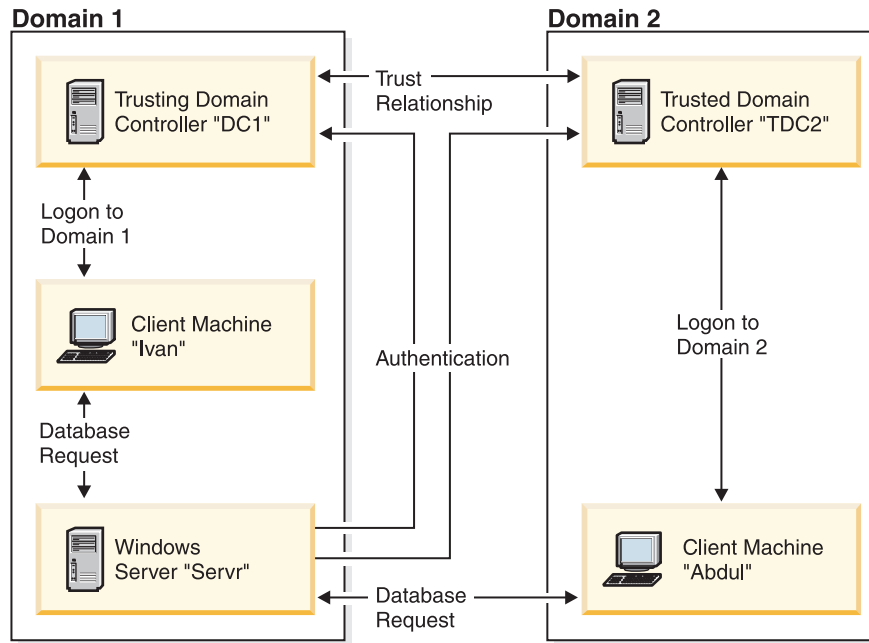 Domain 1
Domain 2
Trusting Domain
Controller "DC1"
Trust
Relationship
Trusted Domain
Controller "TDC2"
Logon to
Domain 1
Client Machine
"Ivan"
Authentication
Logon to
Domain 2
Database
Request
Windows
Server "Servr"
Database
Request
Client Machine
"Abdul"